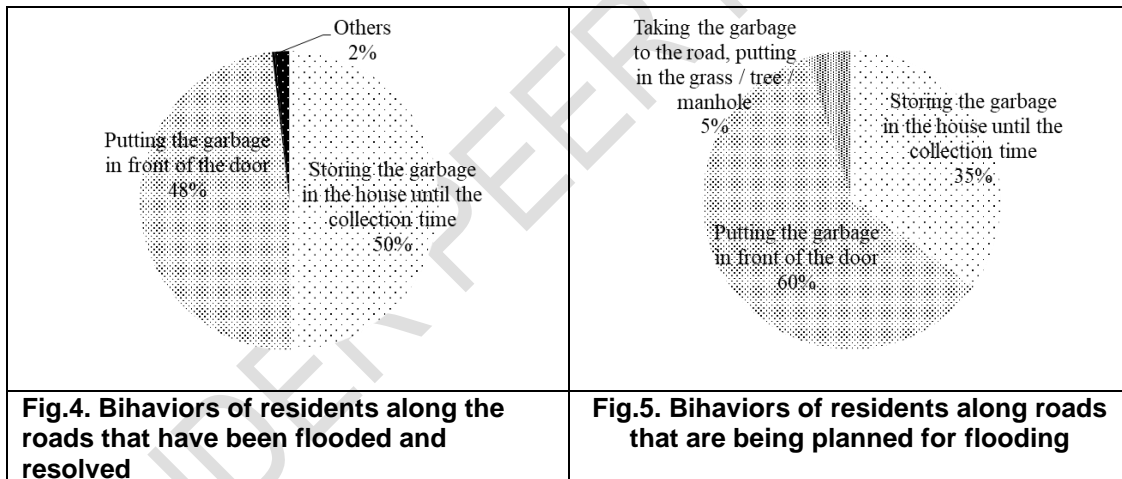 Others
2%
Putting the garbage
in front of the door
48%
Storing the garbage
in the house until the
collection time
50%
Taking the garbage
to the road, putting
in the grass / tree /
manhole
5%
Storing the garbage
in the house until the
collection time
35%
Putting the garbage
in front of the door
60%
Fig.4. Bihaviors of residents along the
roads that have been flooded and
resolved
Fig.5. Bihaviors of residents along roads
that are being planned for flooding